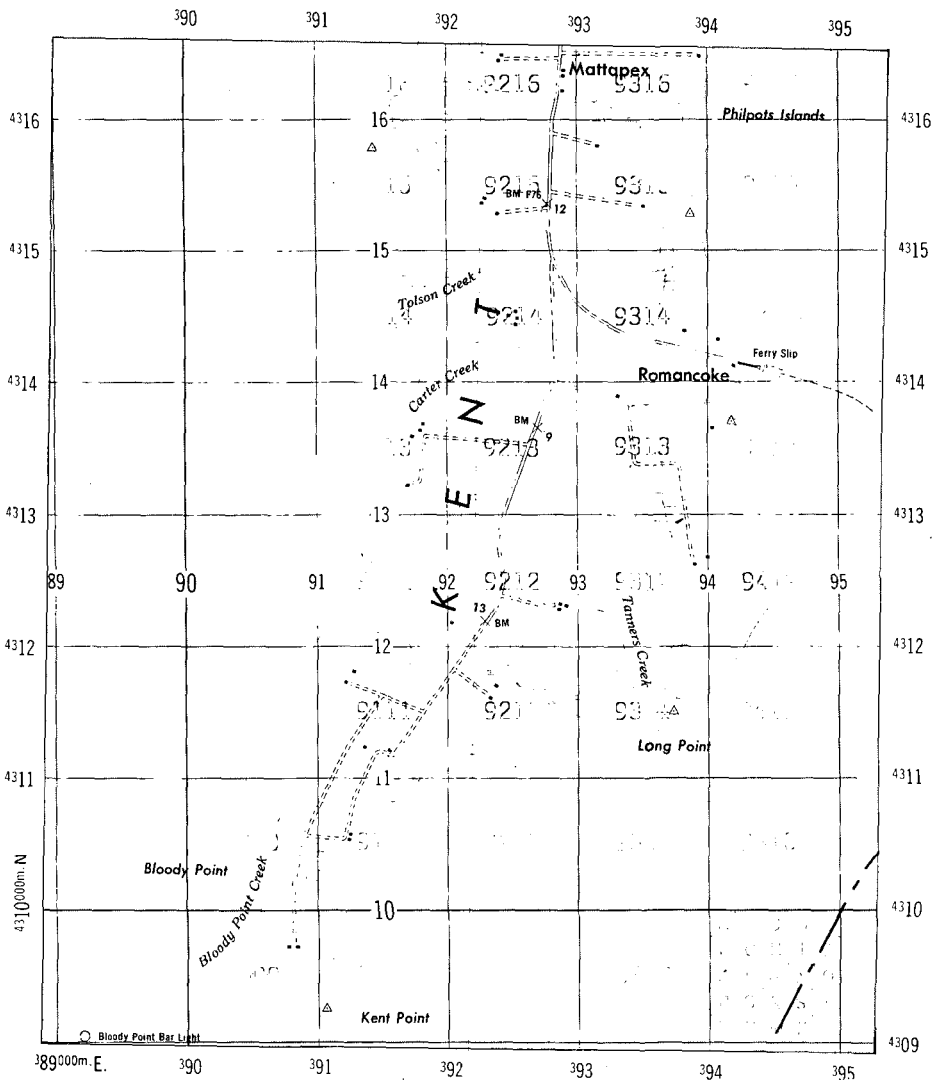 390 391 392 393 394 395
9216 Mattapex 9316
4316 16 Philpots Islands 4316
9215
BM F76
12
4315 15 4315
Tolson Creek
I 9214 9314
Ferry Slip
4314 14 Romancoke 4314
Carter Creek
N BM
9
9213 9313
E
4313 13 4313
89 90 91 92 9212 93 94 95
K 13 BM
Tanners Creek
4312 12 4312
9111
Long Point
4311 11 4311
Bloody Point
Bloody Point Creek
4310000m. N 10 4310
Kent Point
Bloody Point Bar Light
4309
389000m. E. 390 391 392 393 394 395